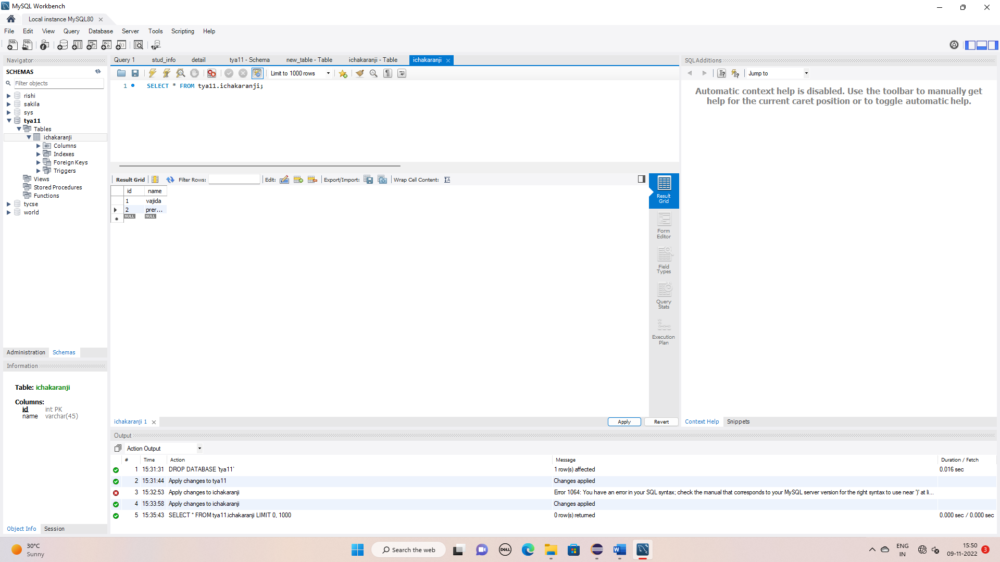 MySQL Workbench
Local instance MySQL80
File Edit View Query Database Server Tools Scripting Help
Navigator
SCHEMAS
Filter objects
rishi
sakila
sys
tya11
Tables
ichakaranji
Columns
Indexes
Foreign Keys
Triggers
Views
Stored Procedures
Functions
tycse
world
Administration Schemas
Information
Table: ichakaranji
Columns:
id int PK
name varchar(45)
Object Info Session
Query 1 stud_info detail tya11 - Schema new_table - Table ichakaranji - Table ichakaranji
Limit to 1000 rows
1 SELECT * FROM tya11.ichakaranji;
Result Grid Filter Rows: Edit: Export/Import: Wrap Cell Content:
id name
1 vajida
2 prer...
NULL NULL
Result Grid
Form Editor
Field Types
Query Stats
Execution Plan
ichakaranji 1 Apply Revert
SQLAdditions
Jump to
Automatic context help is disabled. Use the toolbar to manually get
help for the current caret position or to toggle automatic help.
Context Help Snippets
Output
Action Output
# Time Action Message Duration / Fetch
1 15:31:31 DROP DATABASE `tya11` 1 row(s) affected 0.016 sec
2 15:31:44 Apply changes to tya11 Changes applied
3 15:32:53 Apply changes to ichakaranji Error 1064: You have an error in your SQL syntax; check the manual that corresponds to your MySQL server version for the right syntax to use near ')' at li...
4 15:33:58 Apply changes to ichakaranji Changes applied
5 15:35:43 SELECT * FROM tya11.ichakaranji LIMIT 0, 1000 0 row(s) returned 0.000 sec / 0.000 sec
30°C
Sunny
Search the web
DELL
ENG
IN
15:50
09-11-2022
3